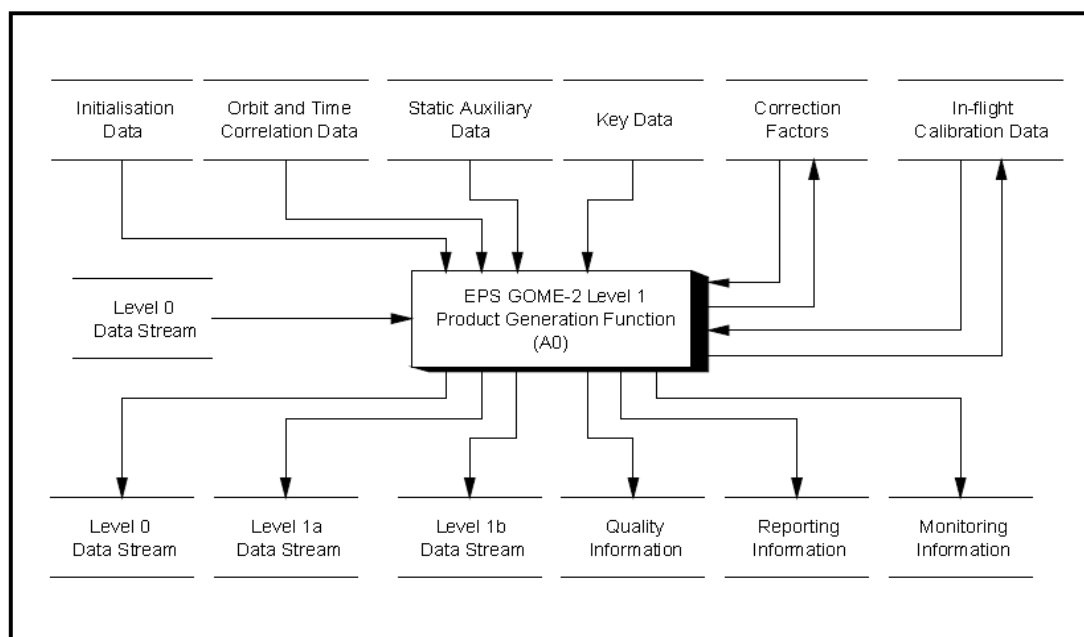 Initialisation
Data
Orbit and Time
Correlation Data
Static Auxiliary
Data
Key Data
Correction
Factors
In-flight
Calibration Data
Level 0
Data Stream
EPS GOME-2 Level 1
Product Generation Function
(A0)
Level 0
Data Stream
Level 1a
Data Stream
Level 1b
Data Stream
Quality
Information
Reporting
Information
Monitoring
Information